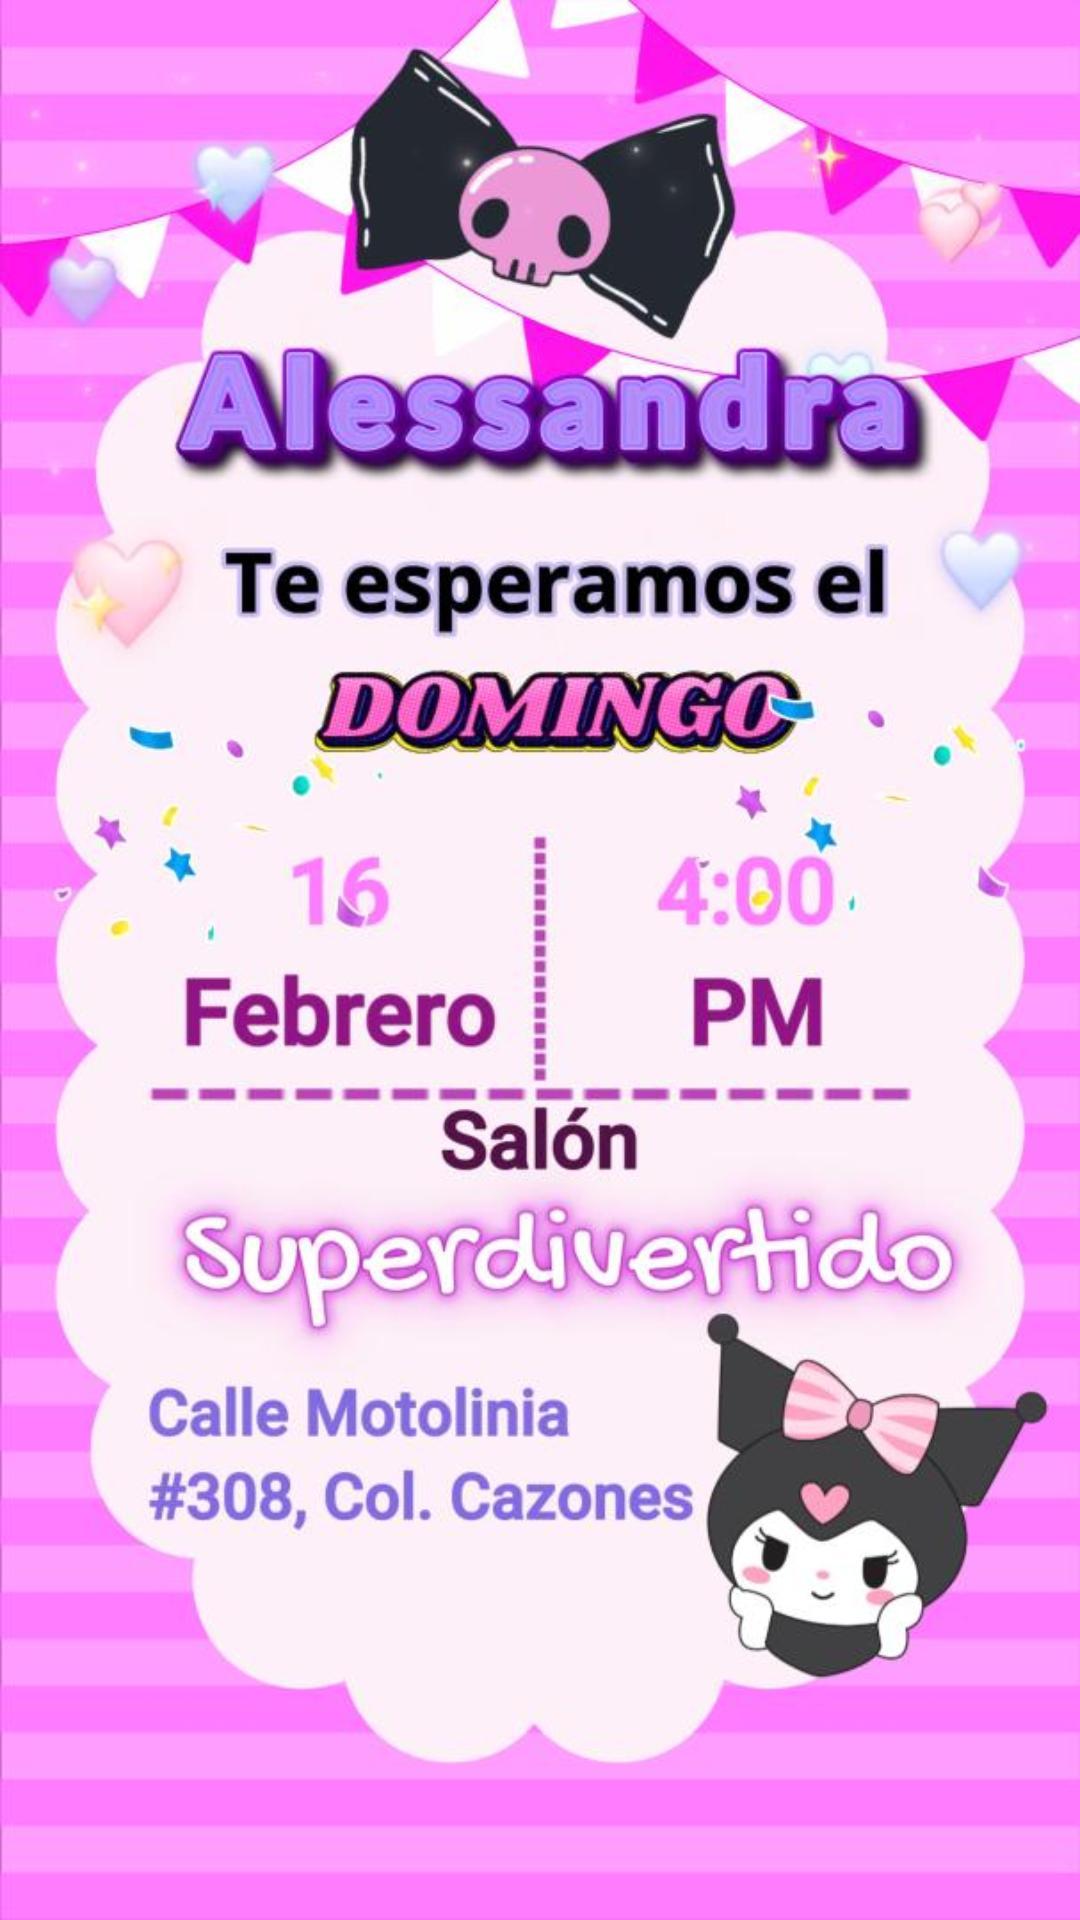 Alessandra
Te esperamos el
DOMINGO
16
Febrero
4:00
PM
Salón
Superdivertido
Calle Motolinia
#308, Col. Cazones